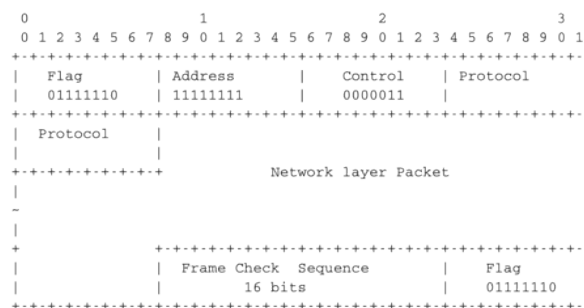 0 1 2 3
0 1 2 3 4 5 6 7 8 9 0 1 2 3 4 5 6 7 8 9 0 1 2 3 4 5 6 7 8 9 0 1
Flag Address Control Protocol
01111110 11111111 0000011
Protocol
Network layer Packet
Frame Check Sequence Flag
16 bits 01111110